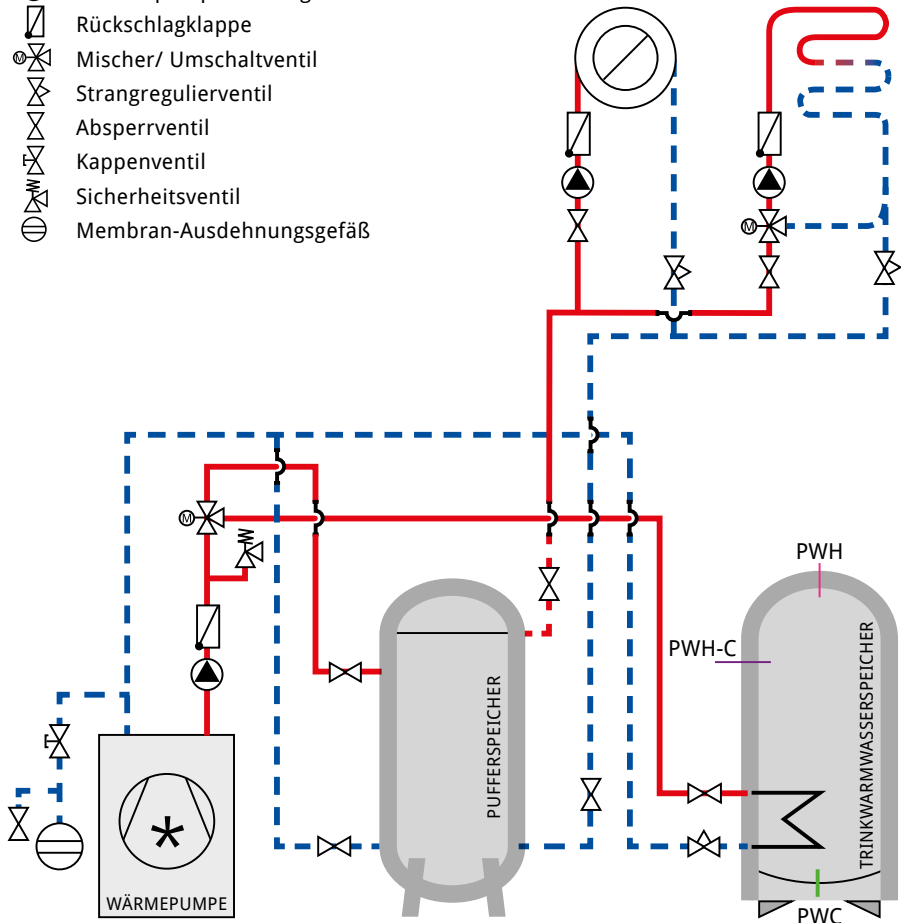 Rückschlagklappe
Mischer/ Umschaltventil
Strangregulierventil
Absperrventil
Kappenventil
Sicherheitsventil
Membran-Ausdehnungsgefäß
M
M
M
PWH
PWH-C
PUFFERSPEICHER
TRINKWARMWASSERSPEICHER
WÄRMEPUMPE
PWC